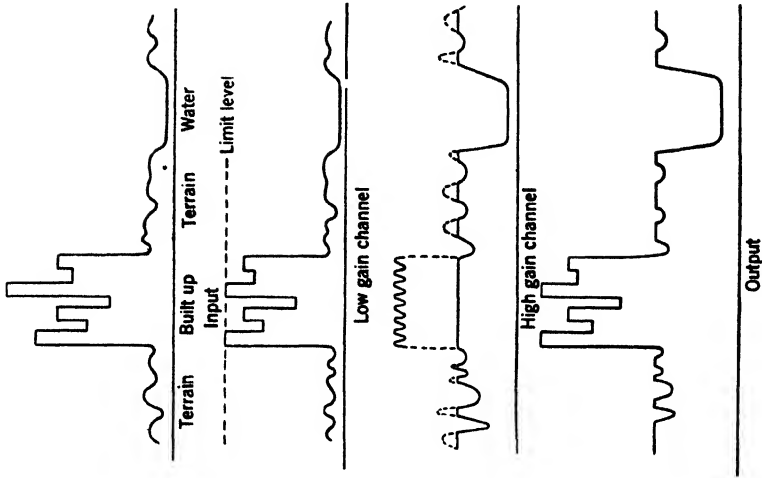 Terrain Built up Terrain Water
Input
Limit level
Low gain channel
High gain channel
Output